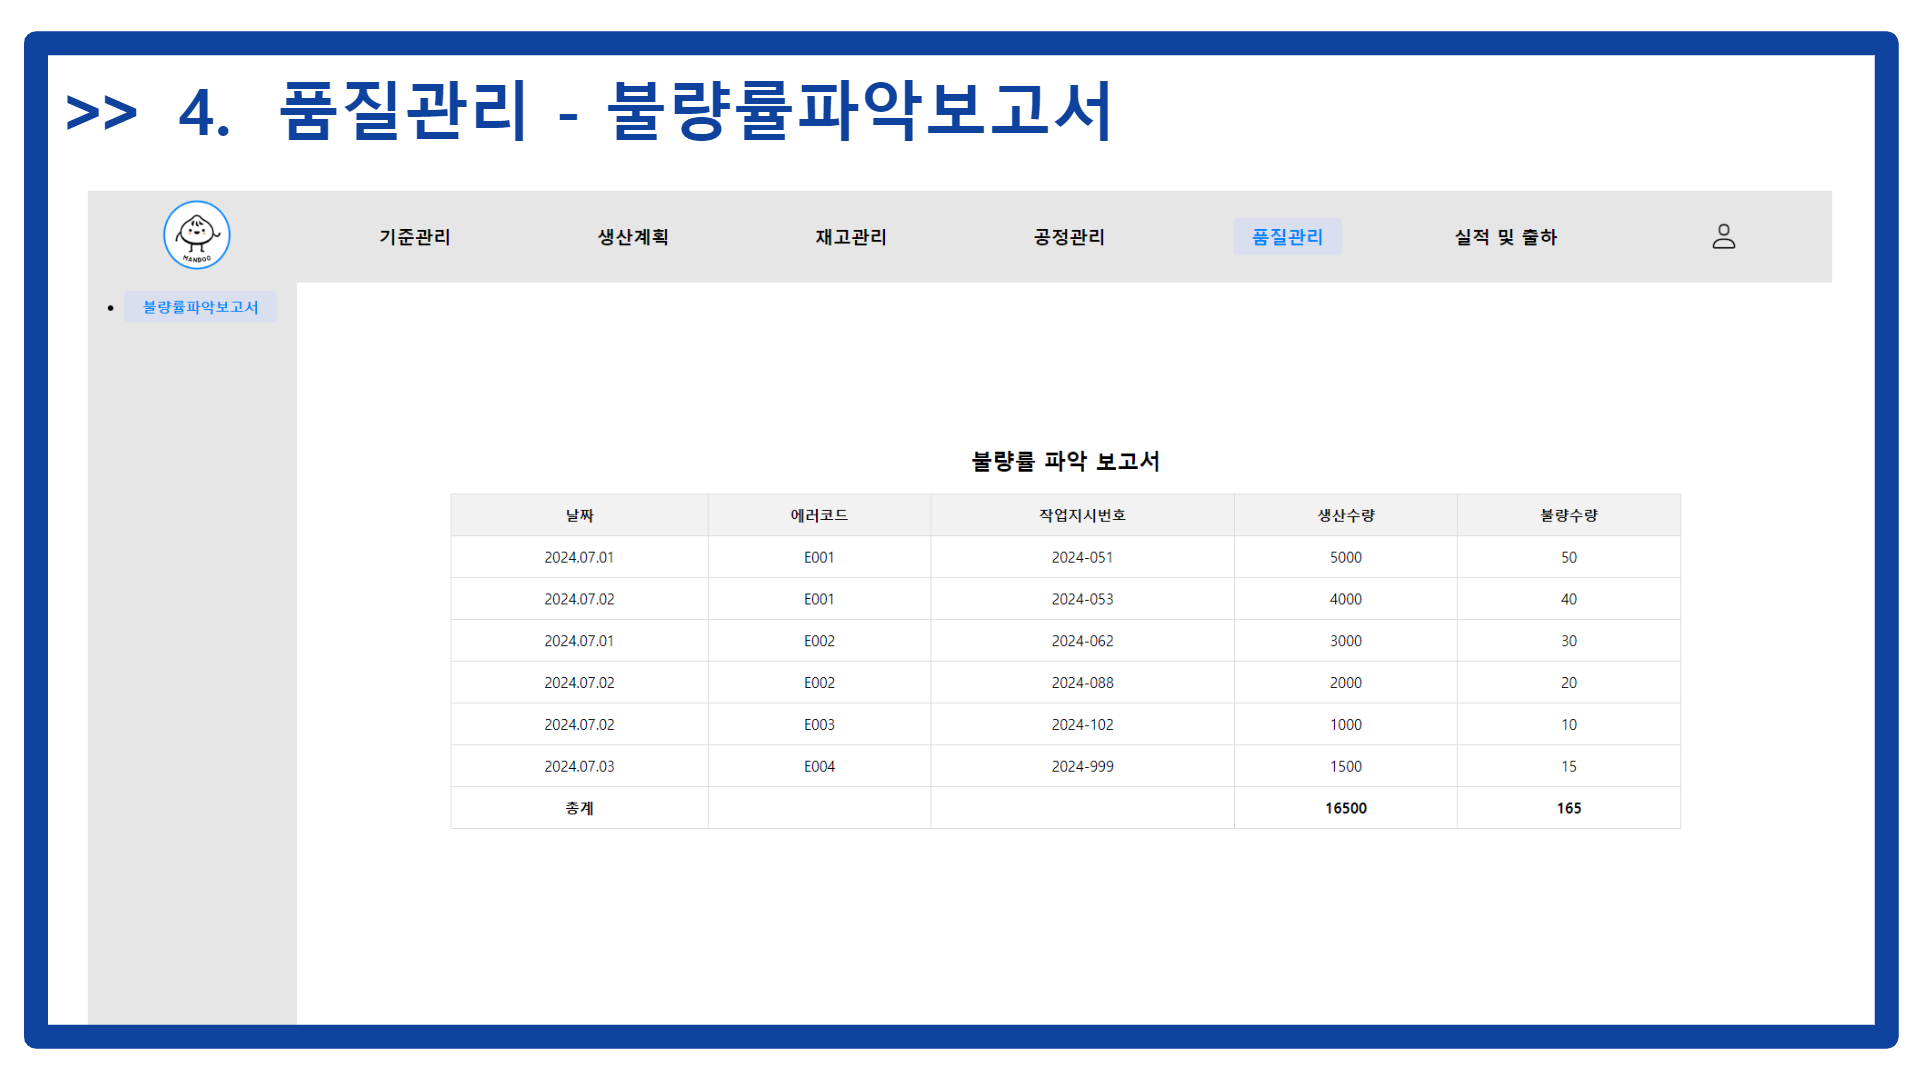 >> 4. 품질관리 - 불량률파악보고서
MANDOO
기준관리 생산계획 재고관리 공정관리 품질관리 실적 및 출하
• 불량률파악보고서
불량률 파악 보고서
날짜 에러코드 작업지시번호 생산수량 불량수량
2024.07.01 E001 2024-051 5000 50
2024.07.02 E001 2024-053 4000 40
2024.07.01 E002 2024-062 3000 30
2024.07.02 E002 2024-088 2000 20
2024.07.02 E003 2024-102 1000 10
2024.07.03 E004 2024-999 1500 15
총계 16500 165